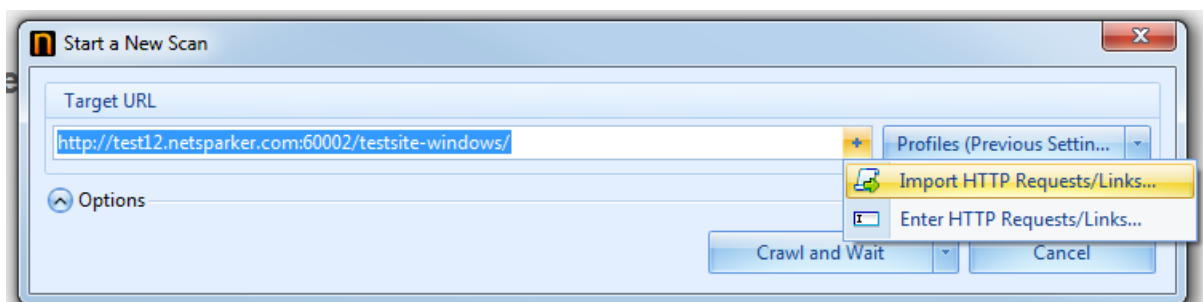 Start a New Scan
Target URL
http://test12.netsparker.com:60002/testsite-windows/
Profiles (Previous Settin...
Import HTTP Requests/Links...
Options
Enter HTTP Requests/Links...
Crawl and Wait
Cancel